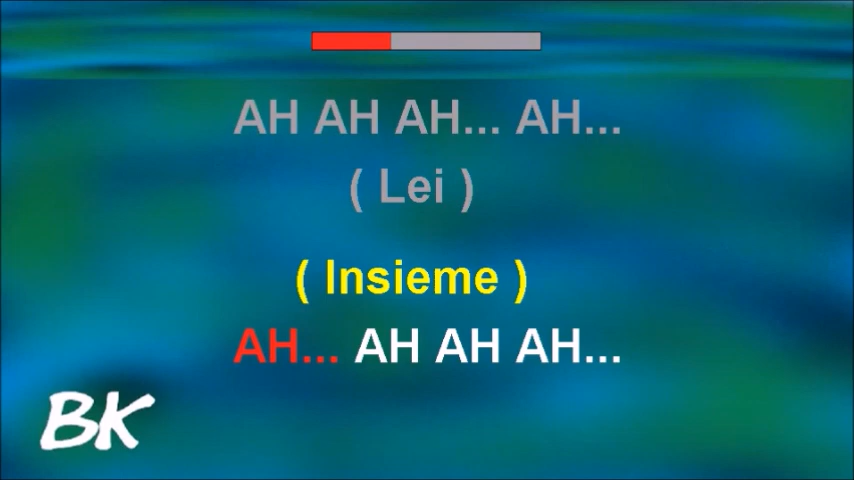 AH AH AH... AH...
( Lei )
( Insieme )
AH... AH AH AH...
BK